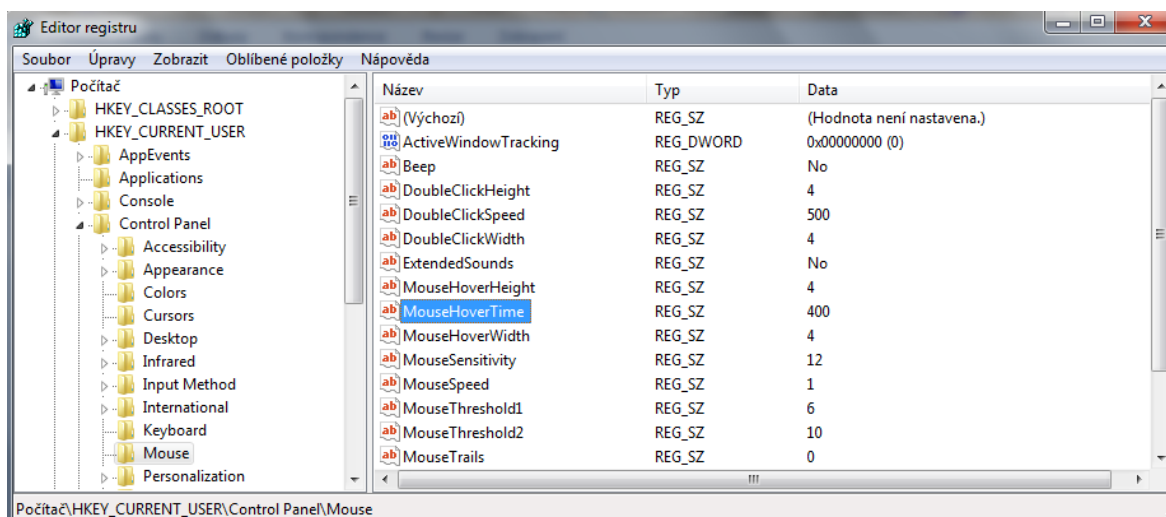 Editor registru
Soubor Úpravy Zobrazit Oblíbené položky Nápověda
Počítač
HKEY_CLASSES_ROOT
HKEY_CURRENT_USER
AppEvents
Applications
Console
Control Panel
Accessibility
Appearance
Colors
Cursors
Desktop
Infrared
Input Method
International
Keyboard
Mouse
Personalization
Název Typ Data
(Výchozí) REG_SZ (Hodnota není nastavena.)
ActiveWindowTracking REG_DWORD 0x00000000 (0)
Beep REG_SZ No
DoubleClickHeight REG_SZ 4
DoubleClickSpeed REG_SZ 500
DoubleClickWidth REG_SZ 4
ExtendedSounds REG_SZ No
MouseHoverHeight REG_SZ 4
MouseHoverTime REG_SZ 400
MouseHoverWidth REG_SZ 4
MouseSensitivity REG_SZ 12
MouseSpeed REG_SZ 1
MouseThreshold1 REG_SZ 6
MouseThreshold2 REG_SZ 10
MouseTrails REG_SZ 0
Počítač\HKEY_CURRENT_USER\Control Panel\Mouse